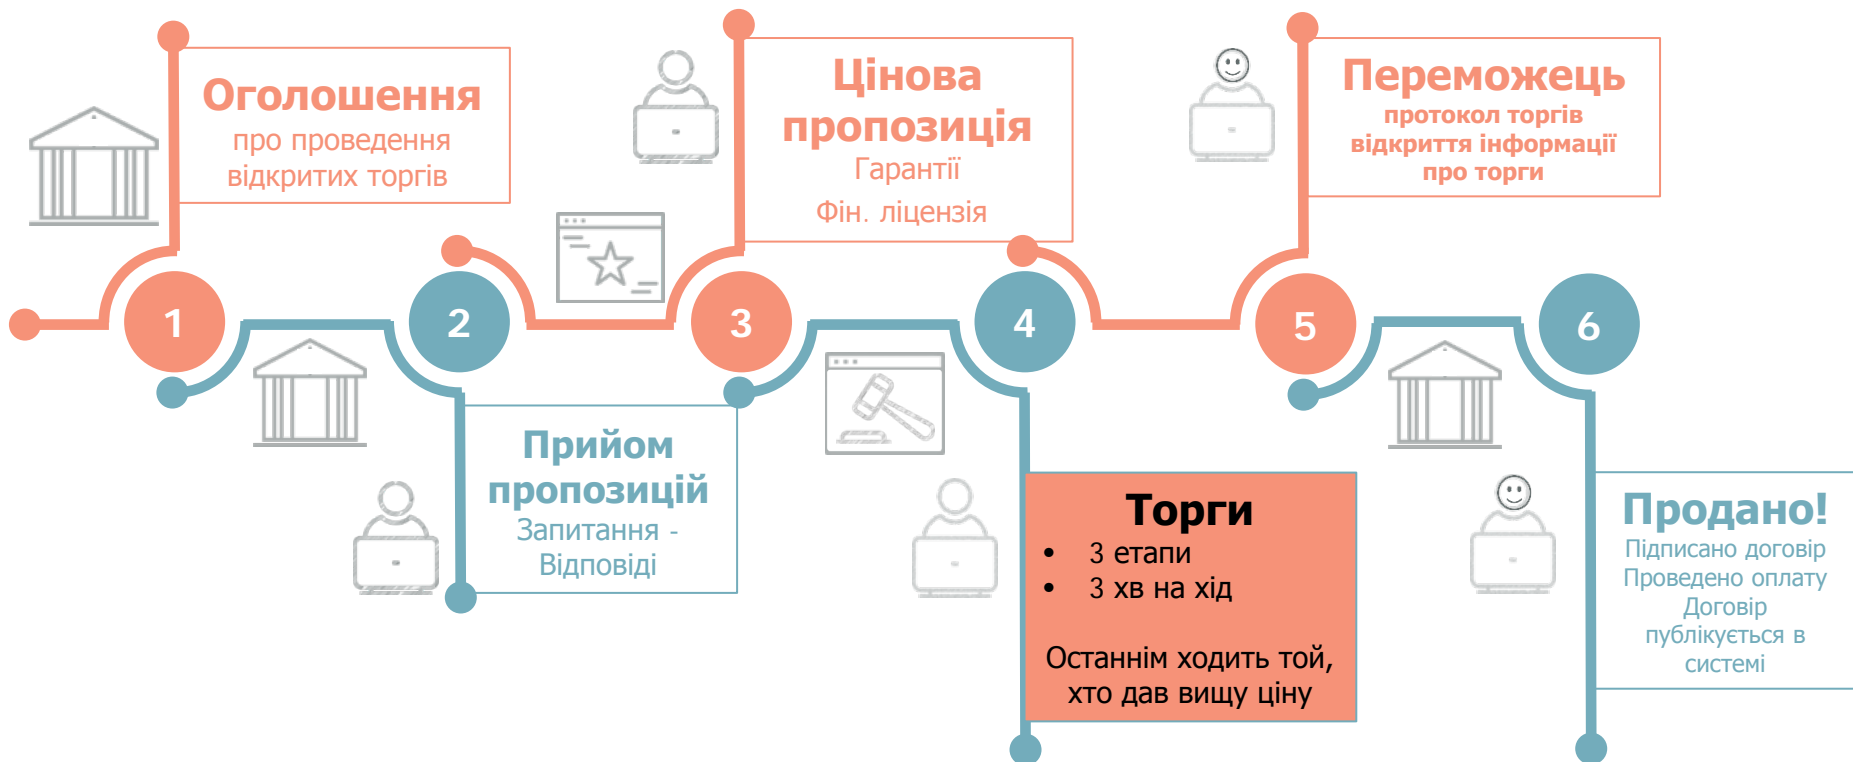 1
Оголошення
про проведення
відкритих торгів
2
Прийом
пропозицій
Запитання -
Відповіді
3
Цінова
пропозиція
Гарантії
Фін. ліцензія
4
Торги
• 3 етапи
• 3 хв на хід
Останнім ходить той,
хто дав вищу ціну
5
Переможець
протокол торгів
відкриття інформації
про торги
6
Продано!
Підписано договір
Проведено оплату
Договір
публікується в
системі